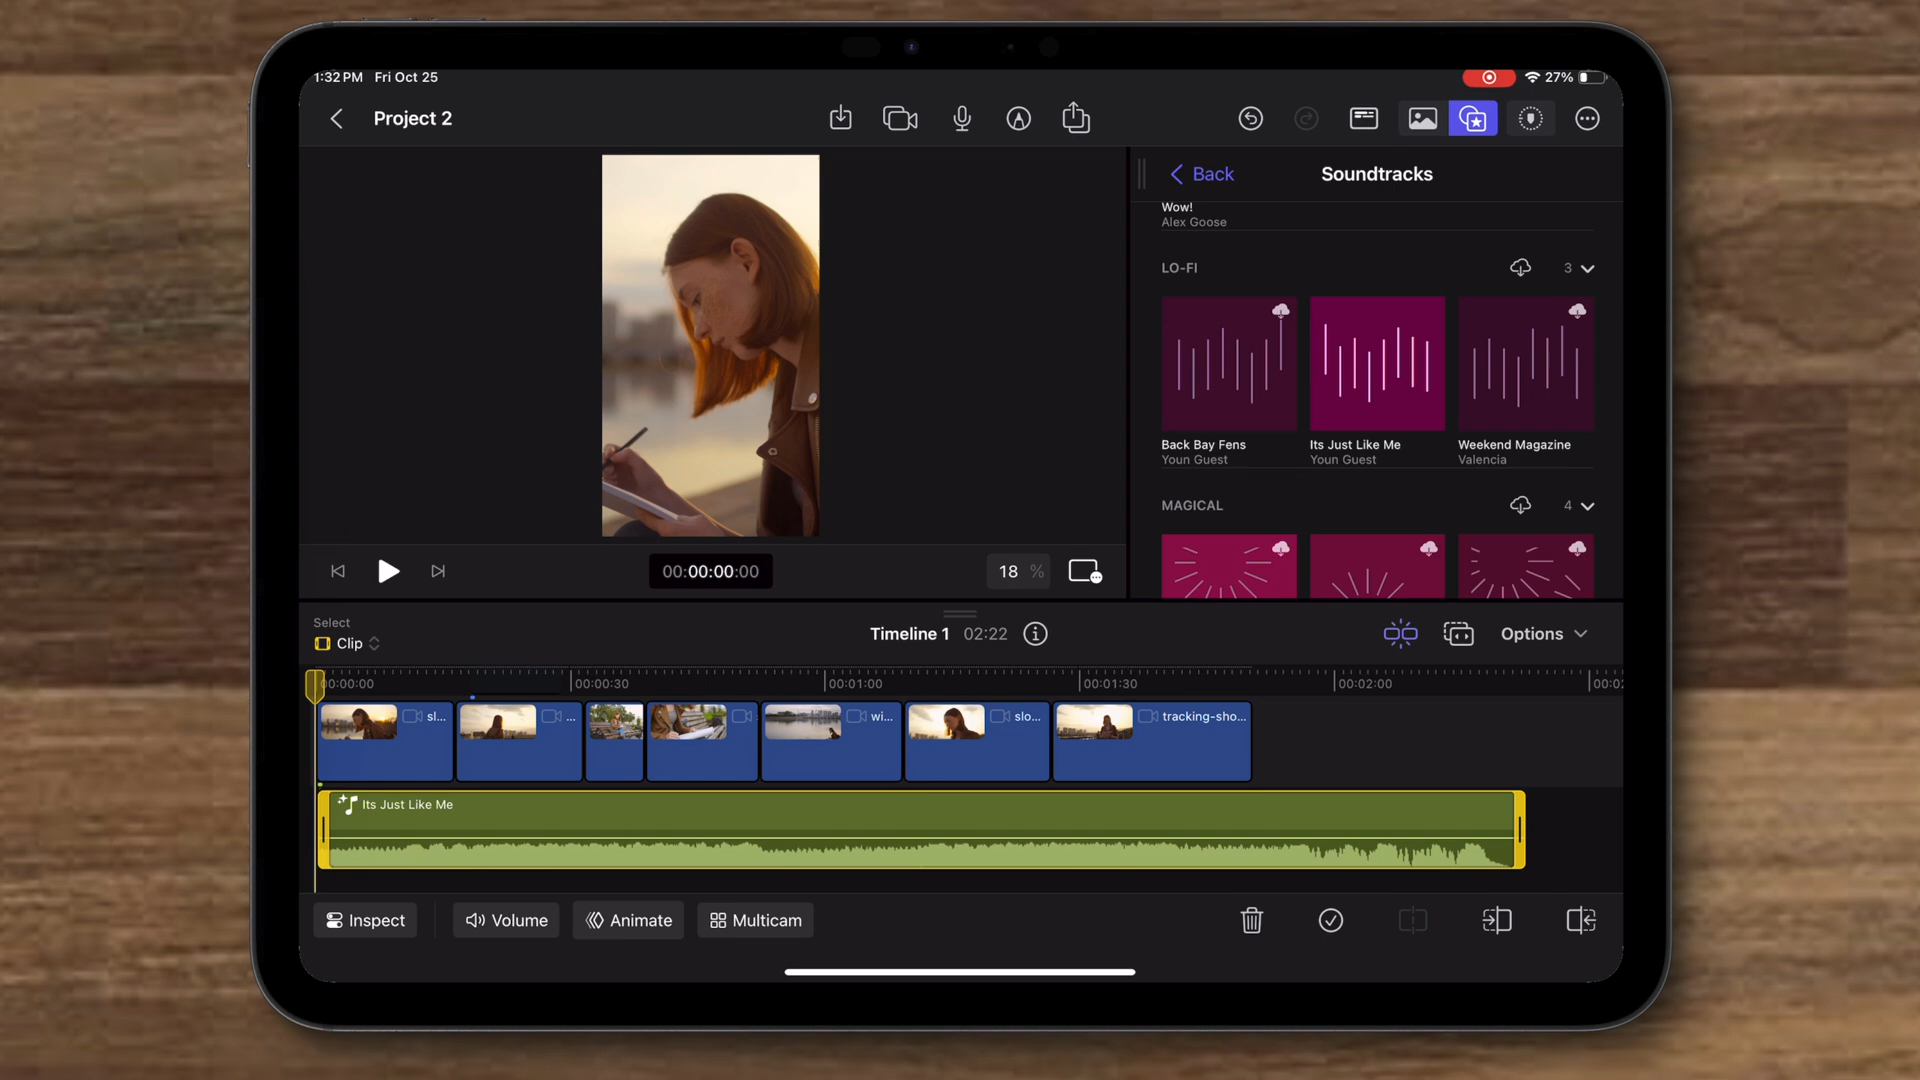 1:32 PM Fri Oct 25
27%
Project 2
Back
Soundtracks
Wow!
Alex Goose
LO-FI
3
Back Bay Fens
Youn Guest
Its Just Like Me
Youn Guest
Weekend Magazine
Valencia
MAGICAL
4
00:00:00:00
18 %
Select
Clip
Timeline 1 02:22
Options
00:00:00
00:00:30
00:01:00
00:01:30
00:02:00
00:02:
sl...
...
wi...
slo...
tracking-sho...
Its Just Like Me
Inspect
Volume
Animate
Multicam